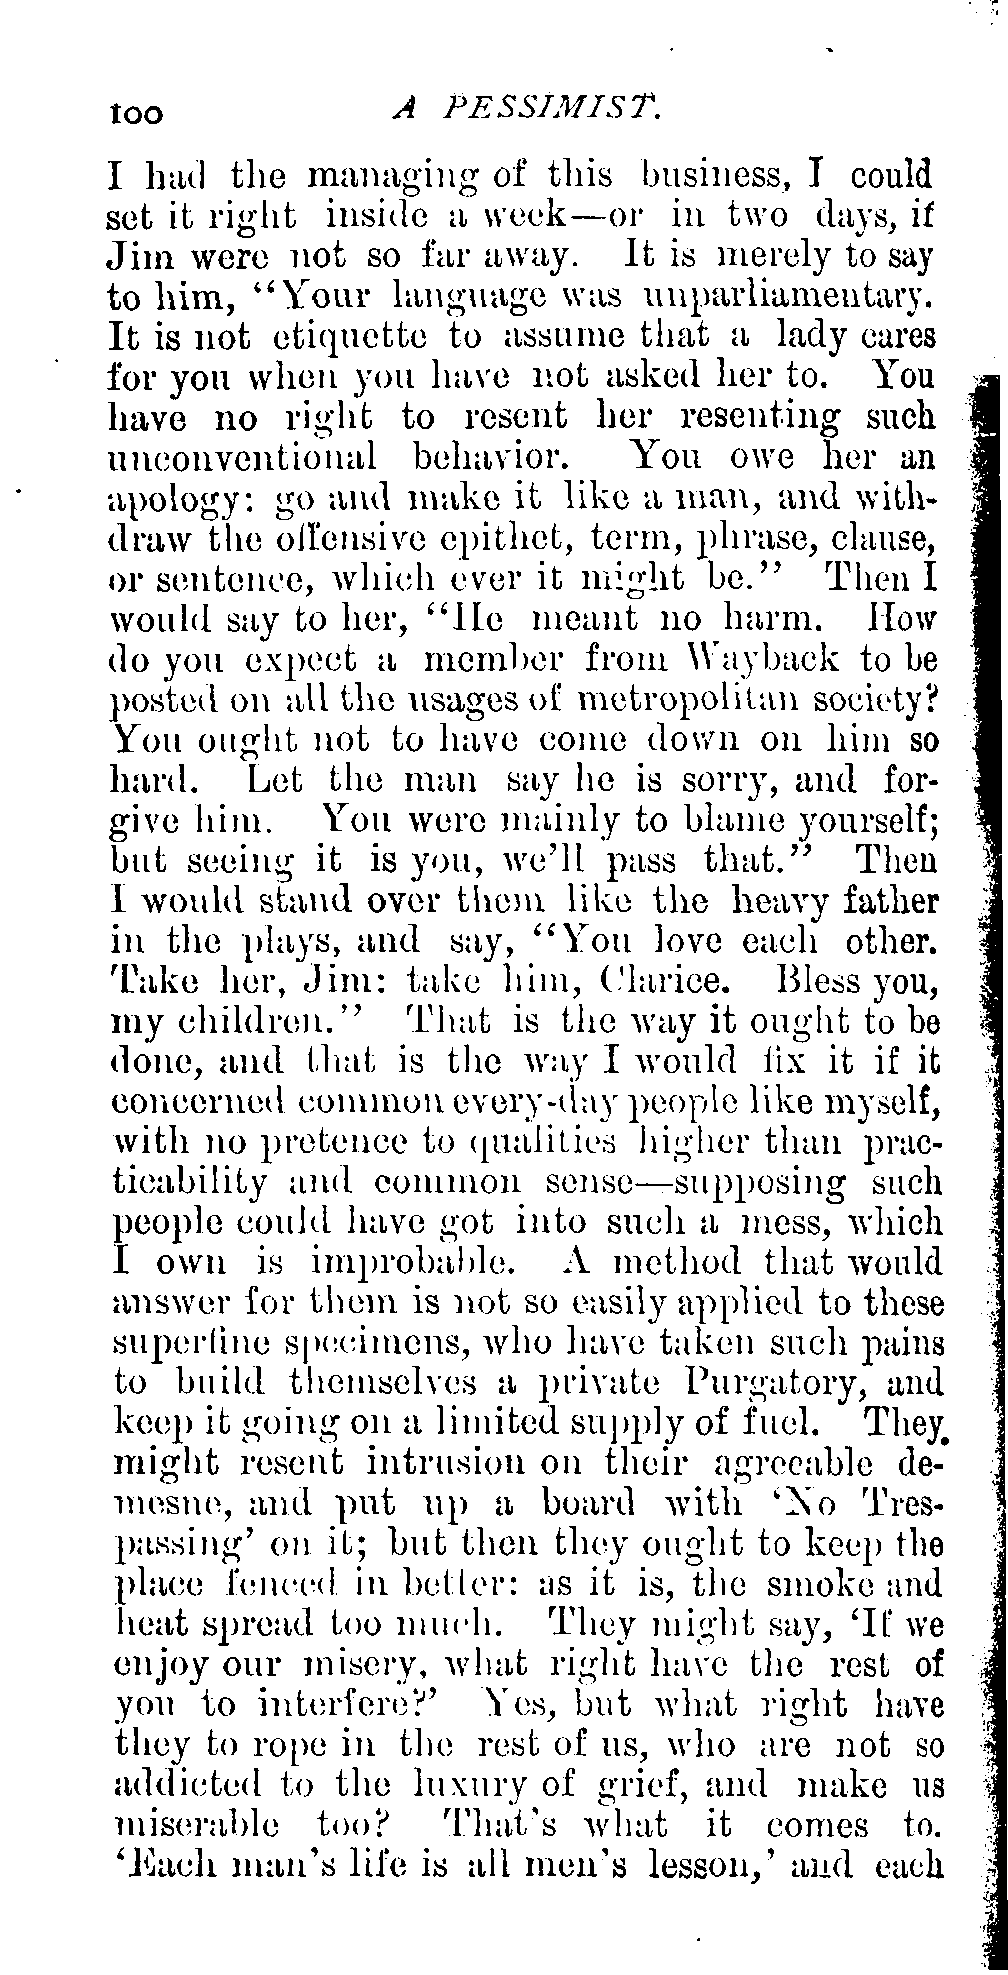 100 A PESSIMIST.
I had the managing of this business, I could
set it right inside a week—or in two days, if
Jim were not so far away. It is merely to say
to him, “Your language was unparliamentary.
It is not etiquette to assume that a lady cares
for you when you have not asked her to. You
have no right to resent her resenting such
unconventional behavior. You owe her an
apology: go and make it like a man, and with-
draw the offensive epithet, term, phrase, clause,
or sentence, which ever it might be.” Then I
would say to her, “He meant no harm. How
do you expect a member from Wayback to be
posted on all the usages of metropolitan society?
You ought not to have come down on him so
hard. Let the man say he is sorry, and for-
give him. You were mainly to blame yourself;
but seeing it is you, we’ll pass that.” Then
I would stand over them like the heavy father
in the plays, and say, “You love each other.
Take her, Jim: take him, Clarice. Bless you,
my children.” That is the way it ought to be
done, and that is the way I would fix it if it
concerned common every-day people like myself,
with no pretence to qualities higher than prac-
ticability and common sense—supposing such
people could have got into such a mess, which
I own is improbable. A method that would
answer for them is not so easily applied to these
superfine specimens, who have taken such pains
to build themselves a private Purgatory, and
keep it going on a limited supply of fuel. They
might resent intrusion on their agreeable de-
mesne, and put up a board with ‘No Tres-
passing’ on it; but then they ought to keep the
place fenced in better: as it is, the smoke and
heat spread too much. They might say, ‘If we
enjoy our misery, what right have the rest of
you to interfere?’ Yes, but what right have
they to rope in the rest of us, who are not so
addicted to the luxury of grief, and make us
miserable too? That’s what it comes to.
‘Each man’s life is all men’s lesson,’ and each